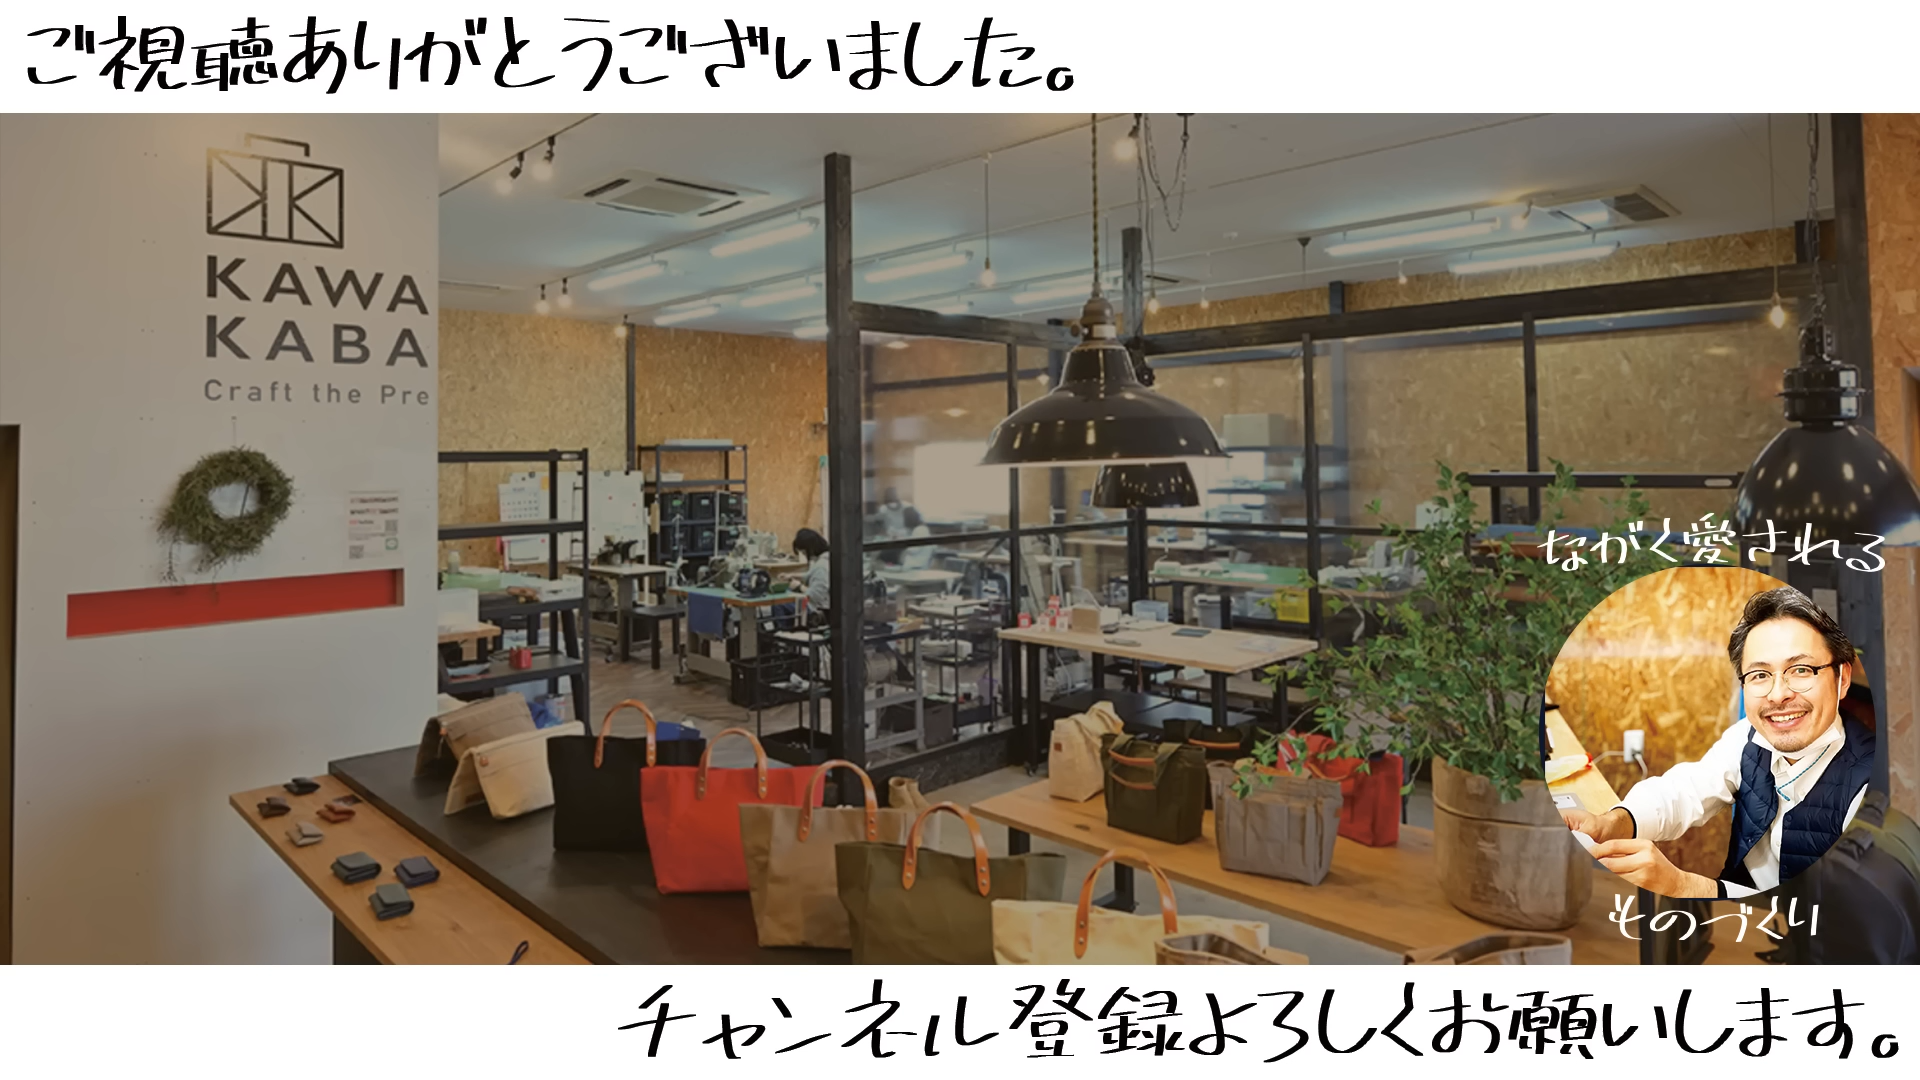 ご視聴ありがとうございました。
KAWA
KABA
Craft the Pre
ながく愛される
ものづくり
チャンネル登録よろしくお願いします。